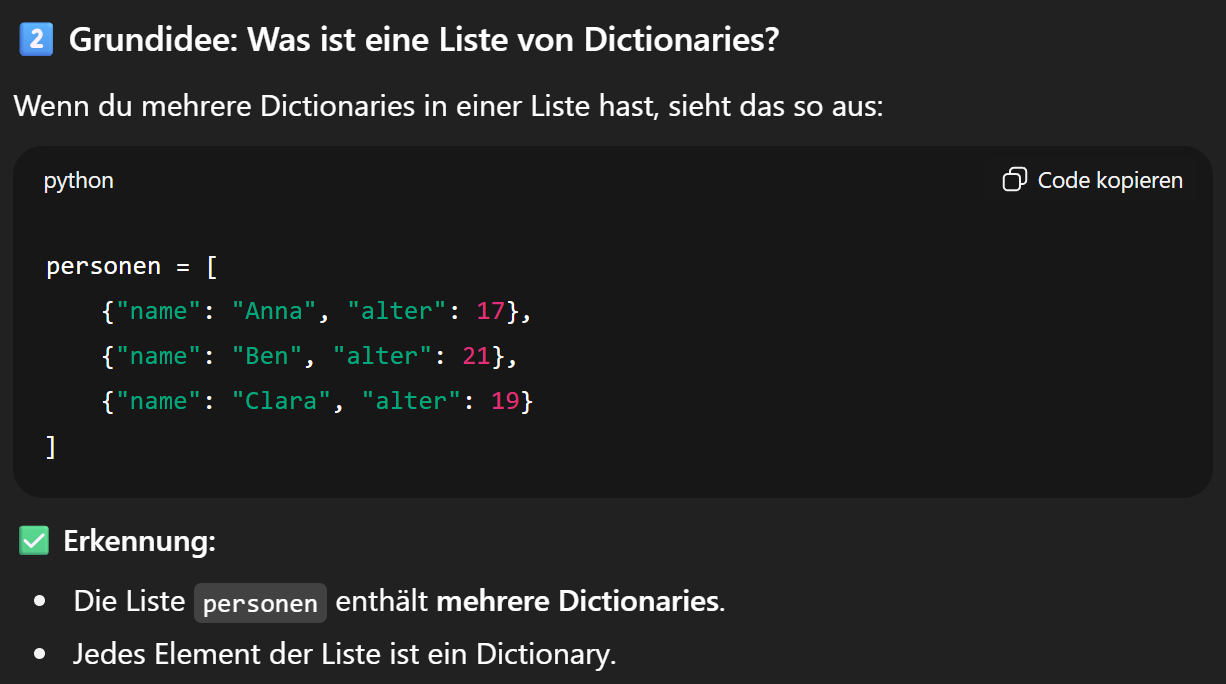 2 Grundidee: Was ist eine Liste von Dictionaries?
Wenn du mehrere Dictionaries in einer Liste hast, sieht das so aus:
python
Code kopieren
personen = [
    {"name": "Anna", "alter": 17},
    {"name": "Ben", "alter": 21},
    {"name": "Clara", "alter": 19}
]
✅ Erkennung:
• Die Liste personen enthält mehrere Dictionaries.
• Jedes Element der Liste ist ein Dictionary.